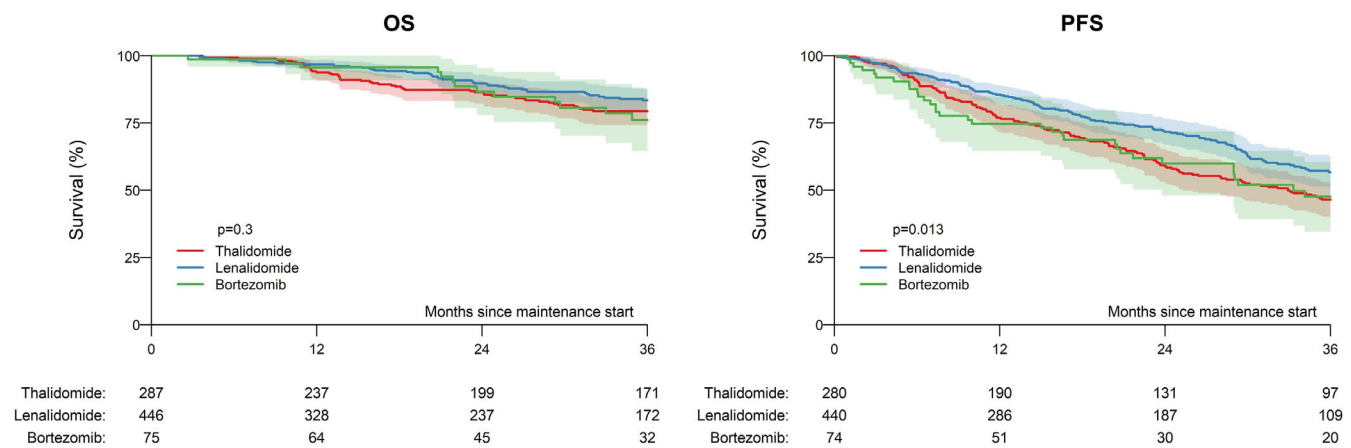 OS
100
75
50
25
0
Survival (%)
p=0.3
Thalidomide
Lenalidomide
Bortezomib
Months since maintenance start
0 12 24 36
Thalidomide: 287 237 199 171
Lenalidomide: 446 328 237 172
Bortezomib: 75 64 45 32
PFS
100
75
50
25
0
Survival (%)
p=0.013
Thalidomide
Lenalidomide
Bortezomib
Months since maintenance start
0 12 24 36
Thalidomide: 280 190 131 97
Lenalidomide: 440 286 187 109
Bortezomib: 74 51 30 20